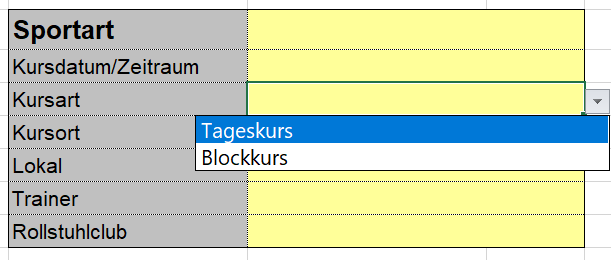 Sportart
Kursdatum/Zeitraum
Kursart
Kursort
Tageskurs
Blockkurs
Lokal
Trainer
Rollstuhlclub